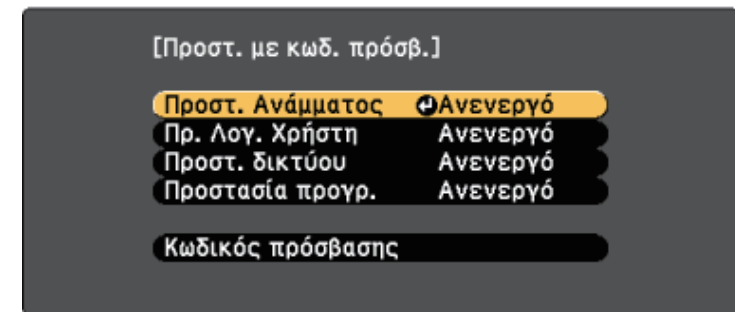 [Προστ. με κωδ. πρόσβ.]
Προστ. Ανάμματος Ανενεργό
Πρ. Λογ. Χρήστη Ανενεργό
Προστ. δικτύου Ανενεργό
Προστασία προγρ. Ανενεργό
Κωδικός πρόσβασης